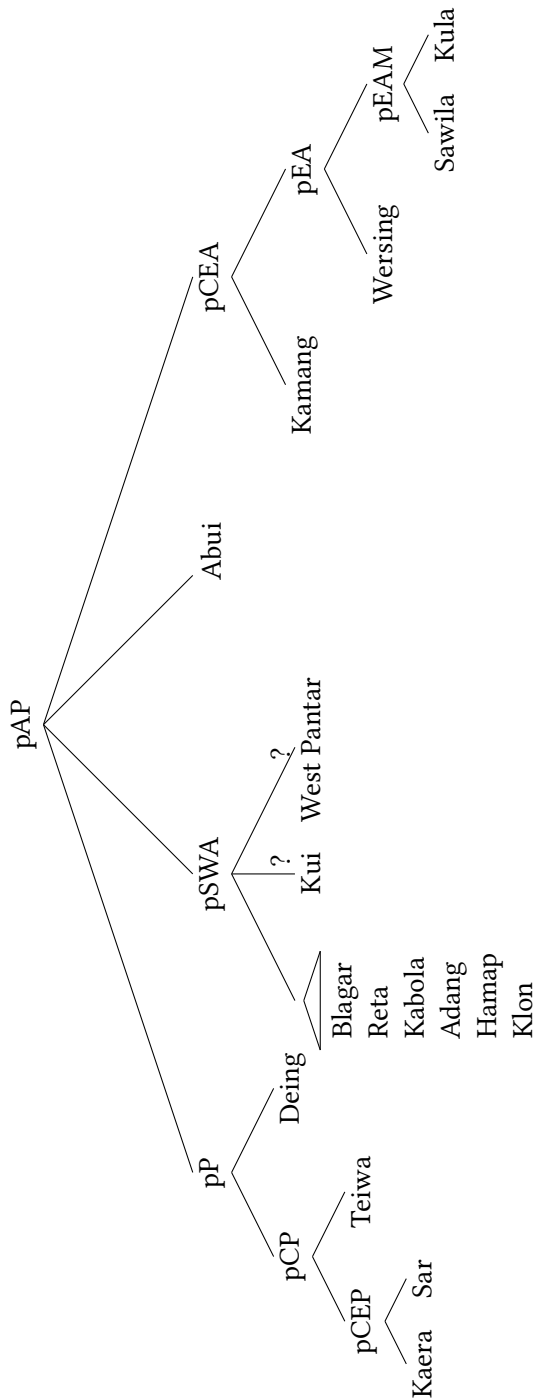 pAP
pP
pSWA
Abui
pCEA
pCP
Deing
?
?
Kui
West Pantar
Kamang
pEA
pCEP
Teiwa
Blagar
Reta
Kabola
Adang
Hamap
Klon
Wersing
pEAM
Kaera
Sar
Sawila
Kula